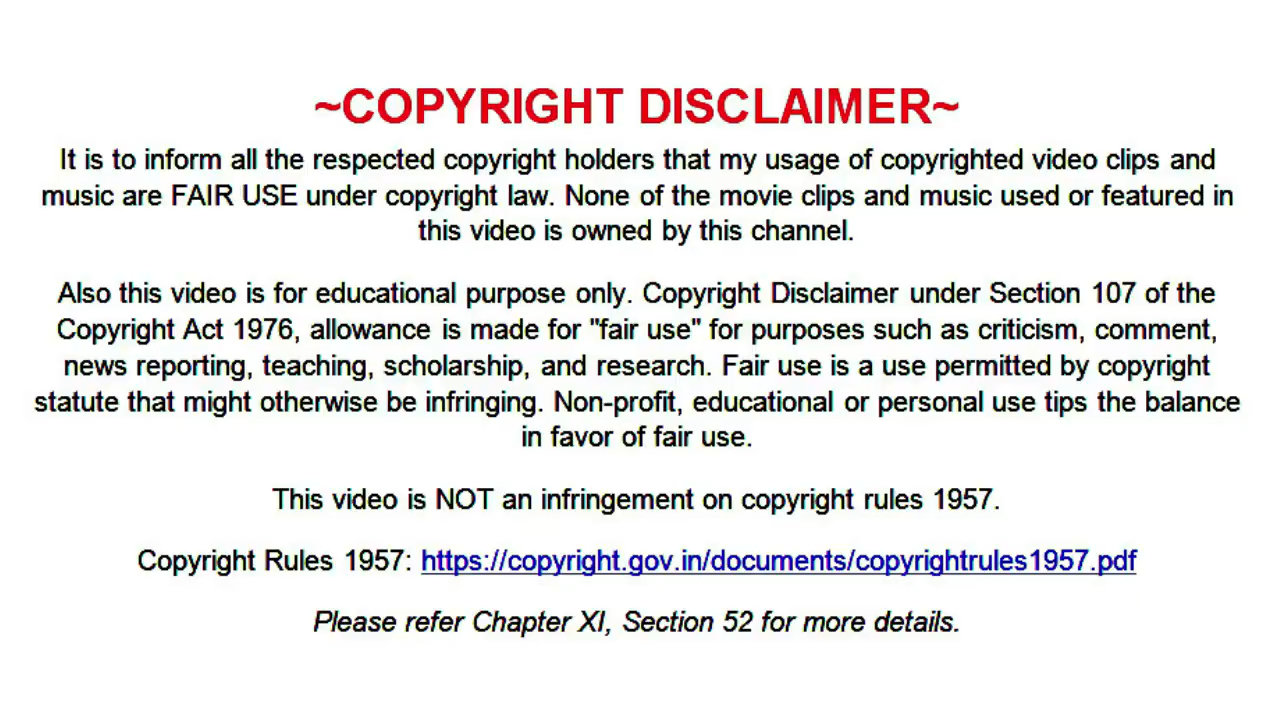 ~COPYRIGHT DISCLAIMER~
It is to inform all the respected copyright holders that my usage of copyrighted video clips and
music are FAIR USE under copyright law. None of the movie clips and music used or featured in
this video is owned by this channel.
Also this video is for educational purpose only. Copyright Disclaimer under Section 107 of the
Copyright Act 1976, allowance is made for "fair use" for purposes such as criticism, comment,
news reporting, teaching, scholarship, and research. Fair use is a use permitted by copyright
statute that might otherwise be infringing. Non-profit, educational or personal use tips the balance
in favor of fair use.
This video is NOT an infringement on copyright rules 1957.
Copyright Rules 1957: https://copyright.gov.in/documents/copyrightrules1957.pdf
Please refer Chapter XI, Section 52 for more details.